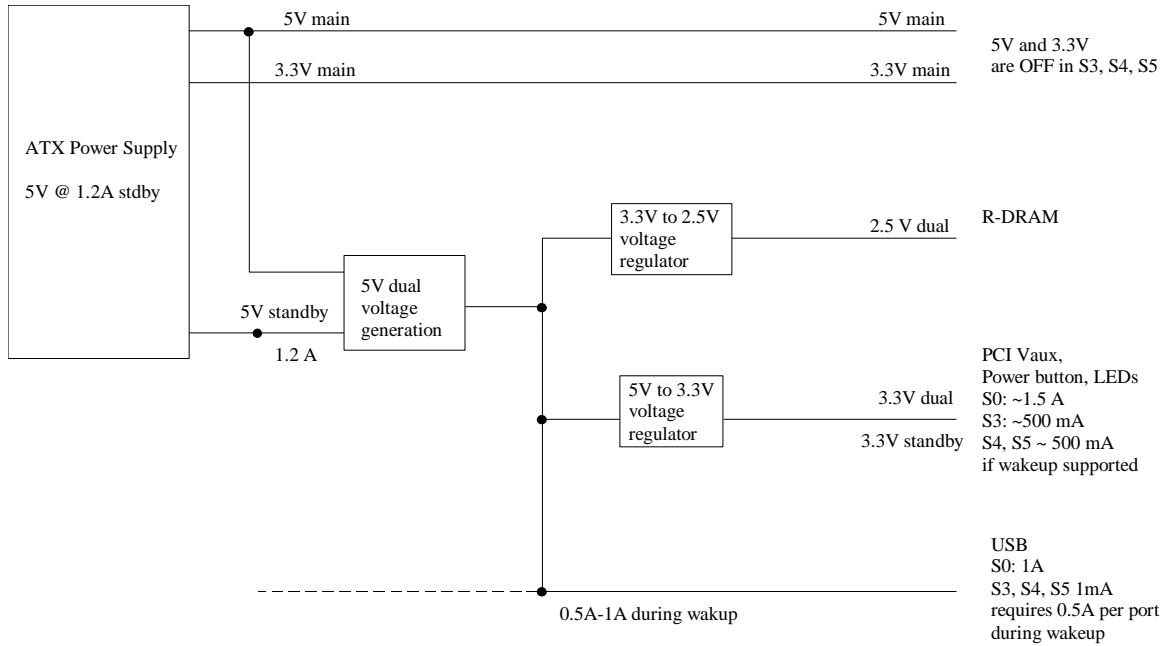 5V main
5V main
5V and 3.3V
are OFF in S3, S4, S5
3.3V main
3.3V main
ATX Power Supply
5V @ 1.2A stdby
3.3V to 2.5V
voltage
regulator
2.5 V dual
R-DRAM
5V dual
voltage
generation
5V standby
1.2 A
5V to 3.3V
voltage
regulator
3.3V dual
3.3V standby
PCI Vaux,
Power button, LEDs
S0: ~1.5 A
S3: ~500 mA
S4, S5 ~ 500 mA
if wakeup supported
0.5A-1A during wakup
USB
S0: 1A
S3, S4, S5 1mA
requires 0.5A per port
during wakeup